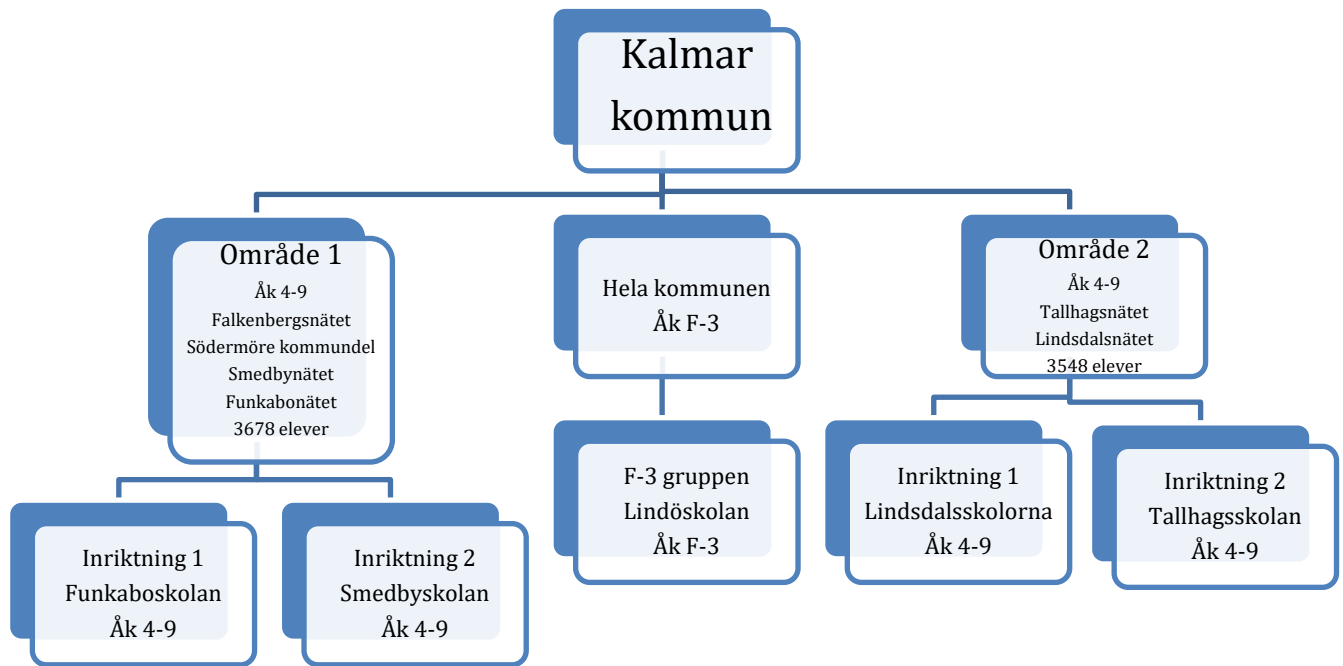 Kalmar
kommun
Område 1
Åk 4-9
Falkenbergsnätet
Södermöre kommundel
Smedbynätet
Funkabonätet
3678 elever
Hela kommunen
Åk F-3
Område 2
Åk 4-9
Tallhagsnätet
Lindsdalsnätet
3548 elever
Inriktning 1
Funkaboskolan
Åk 4-9
Inriktning 2
Smedbyskolan
Åk 4-9
F-3 gruppen
Lindöskolan
Åk F-3
Inriktning 1
Lindsdalsskolorna
Åk 4-9
Inriktning 2
Tallhagsskolan
Åk 4-9